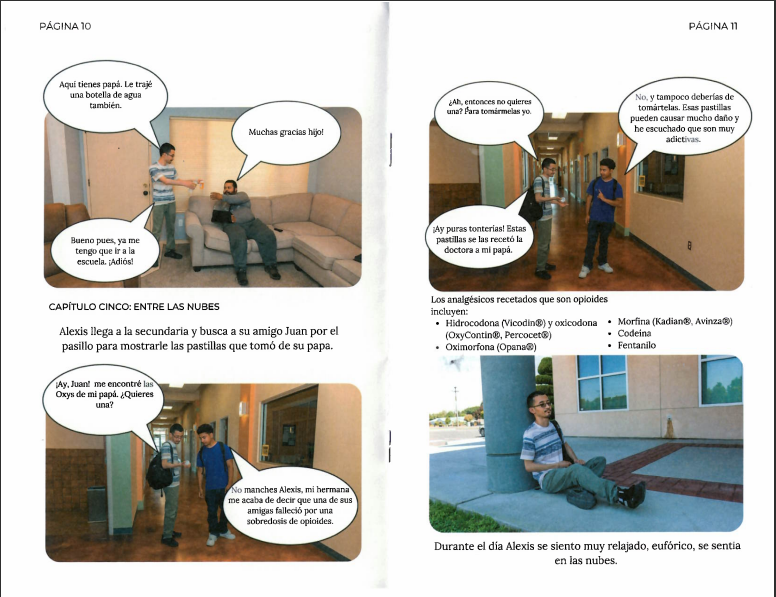 PÁGINA 10
Aquí tienes papá. Le trajé
una botella de agua
también.
Muchas gracias hijo!
Bueno pues, ya me
tengo que ir a la
escuela. ¡Adiós!
CAPÍTULO CINCO: ENTRE LAS NUBES
Alexis llega a la secundaria y busca a su amigo Juan por el
pasillo para mostrarle las pastillas que tomó de su papa.
¡Ay, Juan! me encontré las
Oxys de mi papá. ¿Quieres
una?
No manches Alexis, mi hermana
me acaba de decir que una de sus
amigas falleció por una
sobredosis de opioides.
PÁGINA 11
¿Ah, entonces no quieres
una? Para tomármelas yo.
No, y tampoco deberías de
tomártelas. Esas pastillas
pueden causar mucho daño y
he escuchado que son muy
adictivas.
¡Ay puras tonterías! Estas
pastillas se las recetó la
doctora a mi papá.
Los analgésicos recetados que son opioides
incluyen:
• Hidrocodona (Vicodin®) y oxicodona
(OxyContin®, Percocet®)
• Oximorfona (Opana®)
• Morfina (Kadian®, Avinza®)
• Codeína
• Fentanilo
Durante el día Alexis se siento muy relajado, eufórico, se sentia
en las nubes.